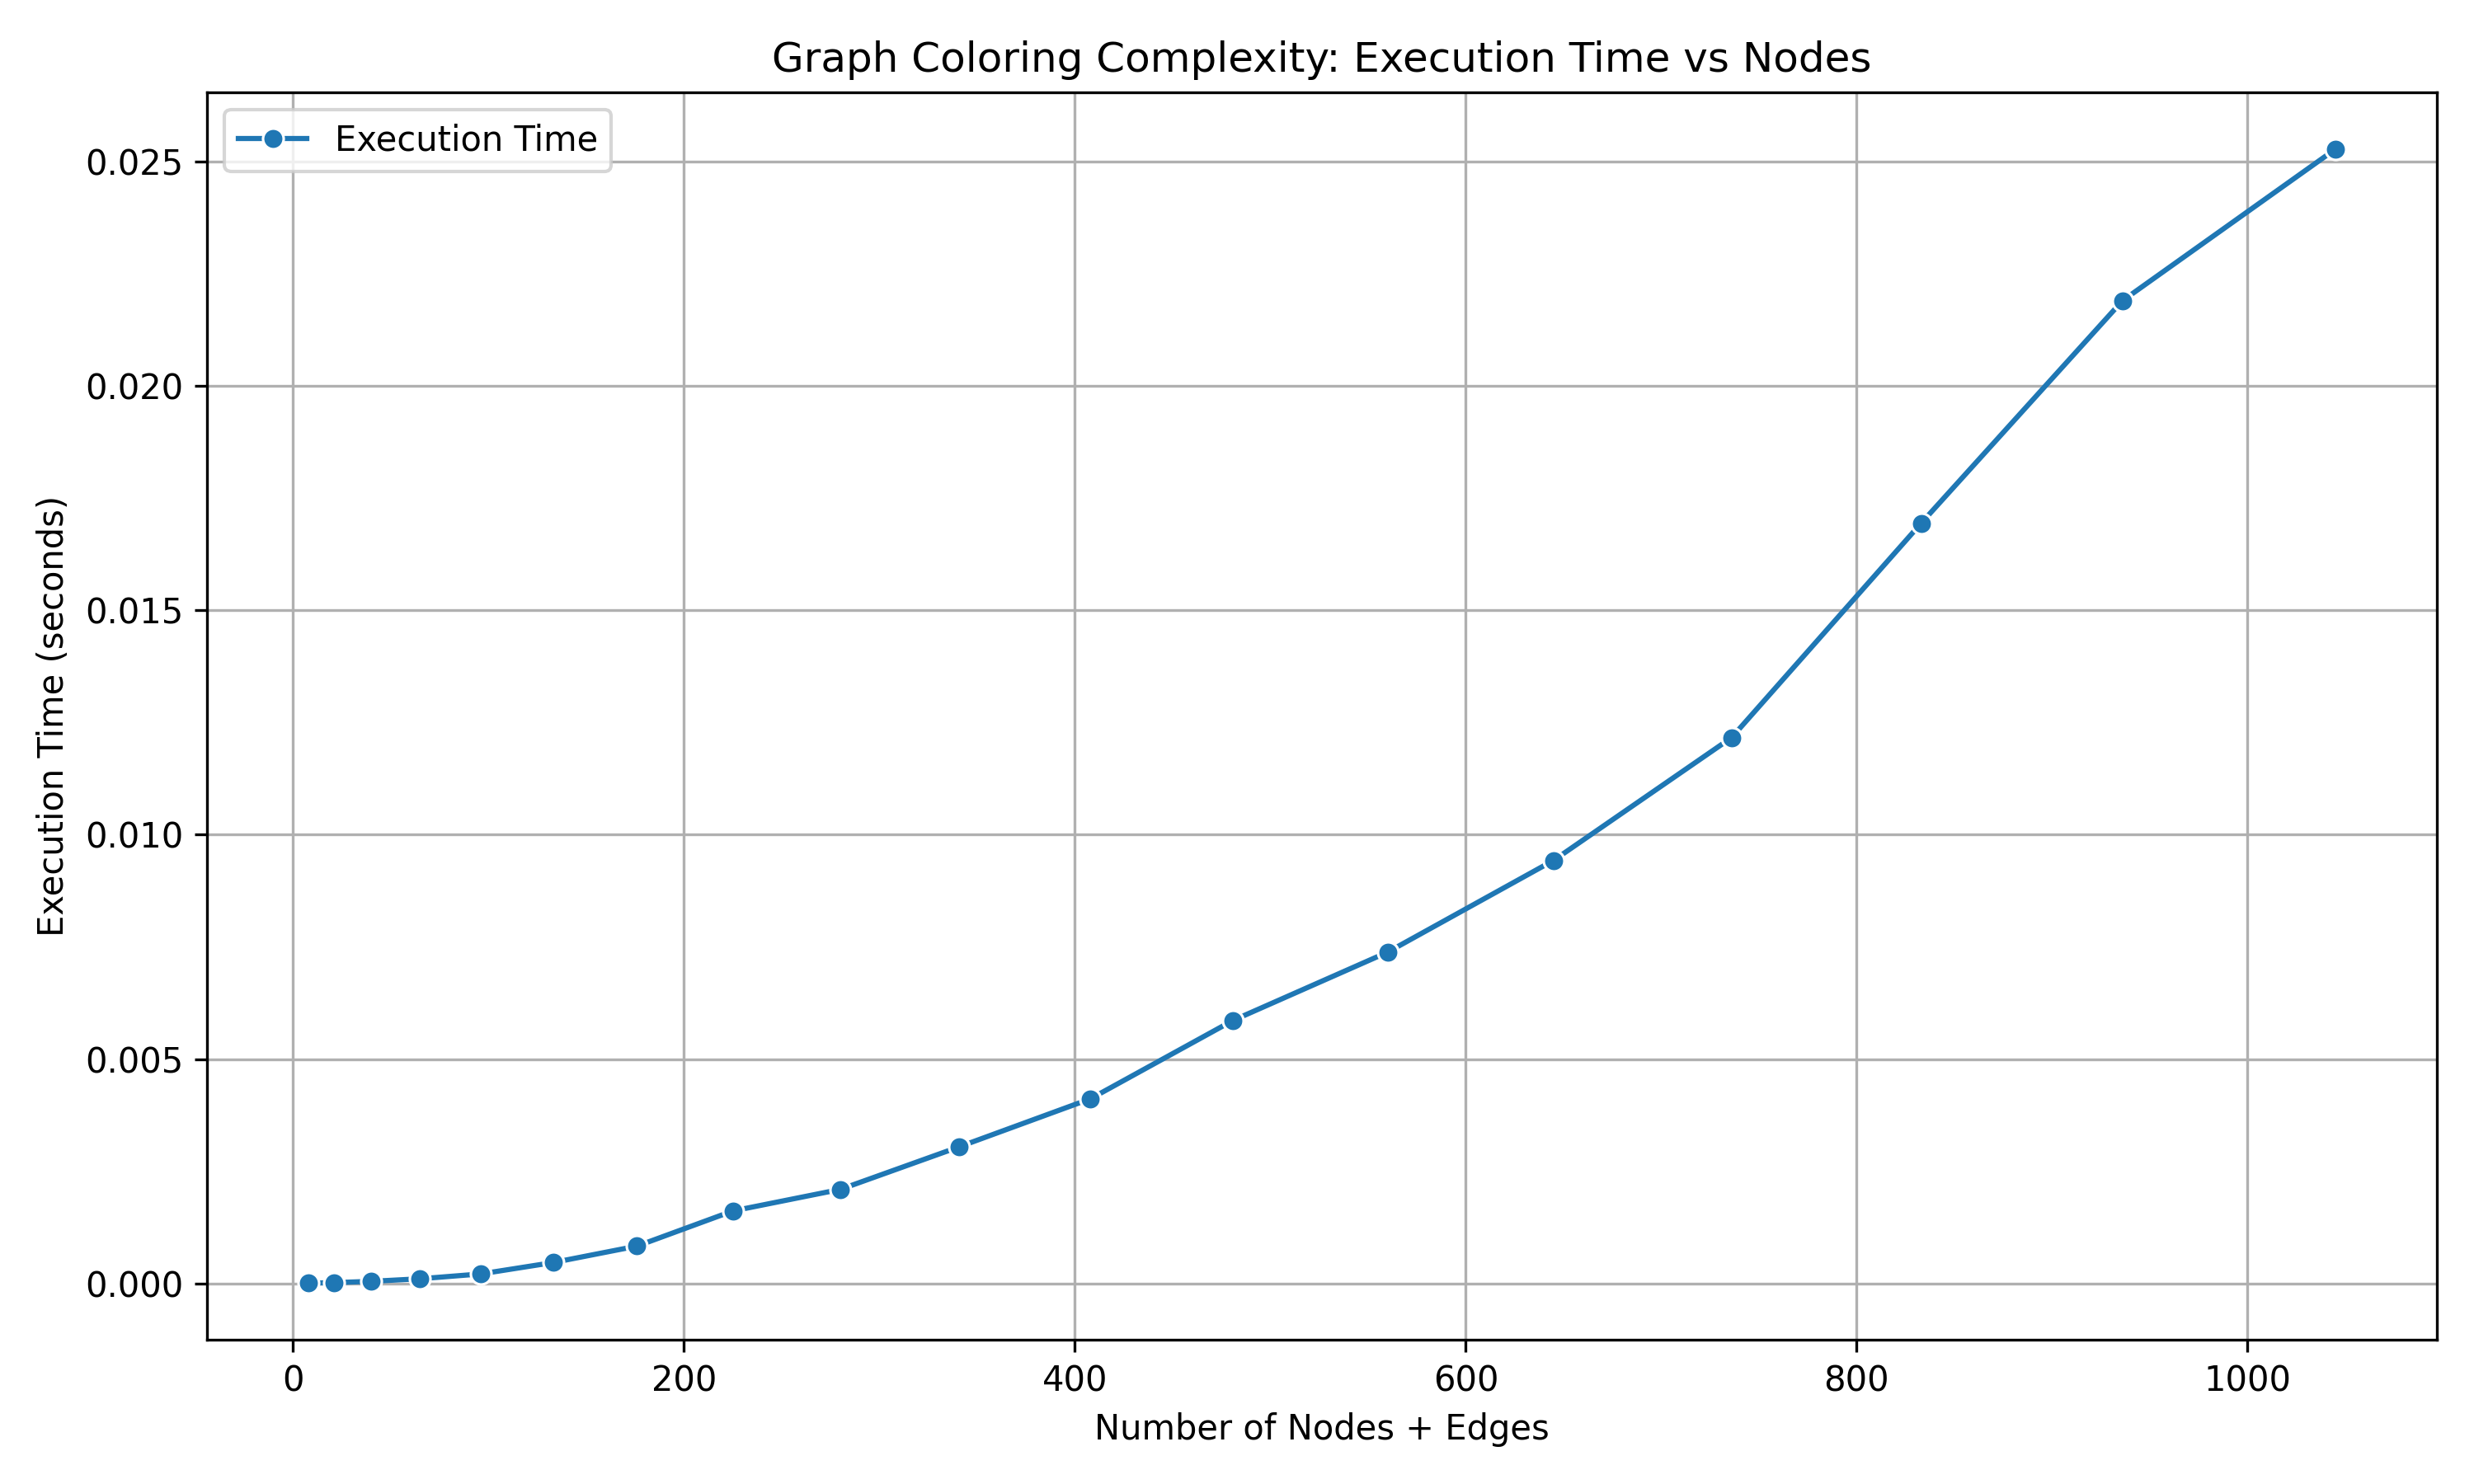 Graph Coloring Complexity: Execution Time vs Nodes
Execution Time
0.025
0.020
0.015
0.010
0.005
0.000
Execution Time (seconds)
0 200 400 600 800 1000
Number of Nodes + Edges